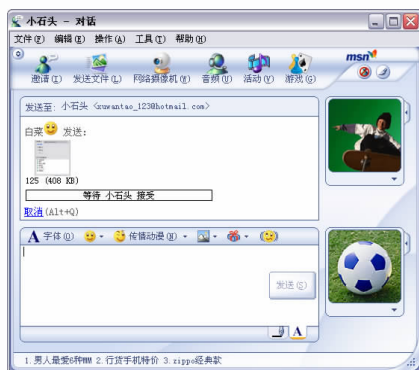 小石头 - 对话
文件(F) 编辑(E) 操作(A) 工具(T) 帮助(H)
msn
邀请(I) 发送文件(L) 网络摄像机(W) 音频(U) 活动(V) 游戏(G)
发送至: 小石头 <xuwantao_123@hotmail.com>
白菜 发送:
125 (408 KB)
等待 小石头 接受
取消(Alt+Q)
A 字体(O) 传情动漫(N)
发送(S)
A
1.男人最爱6种MM 2.行货手机特价 3.zippo经典款